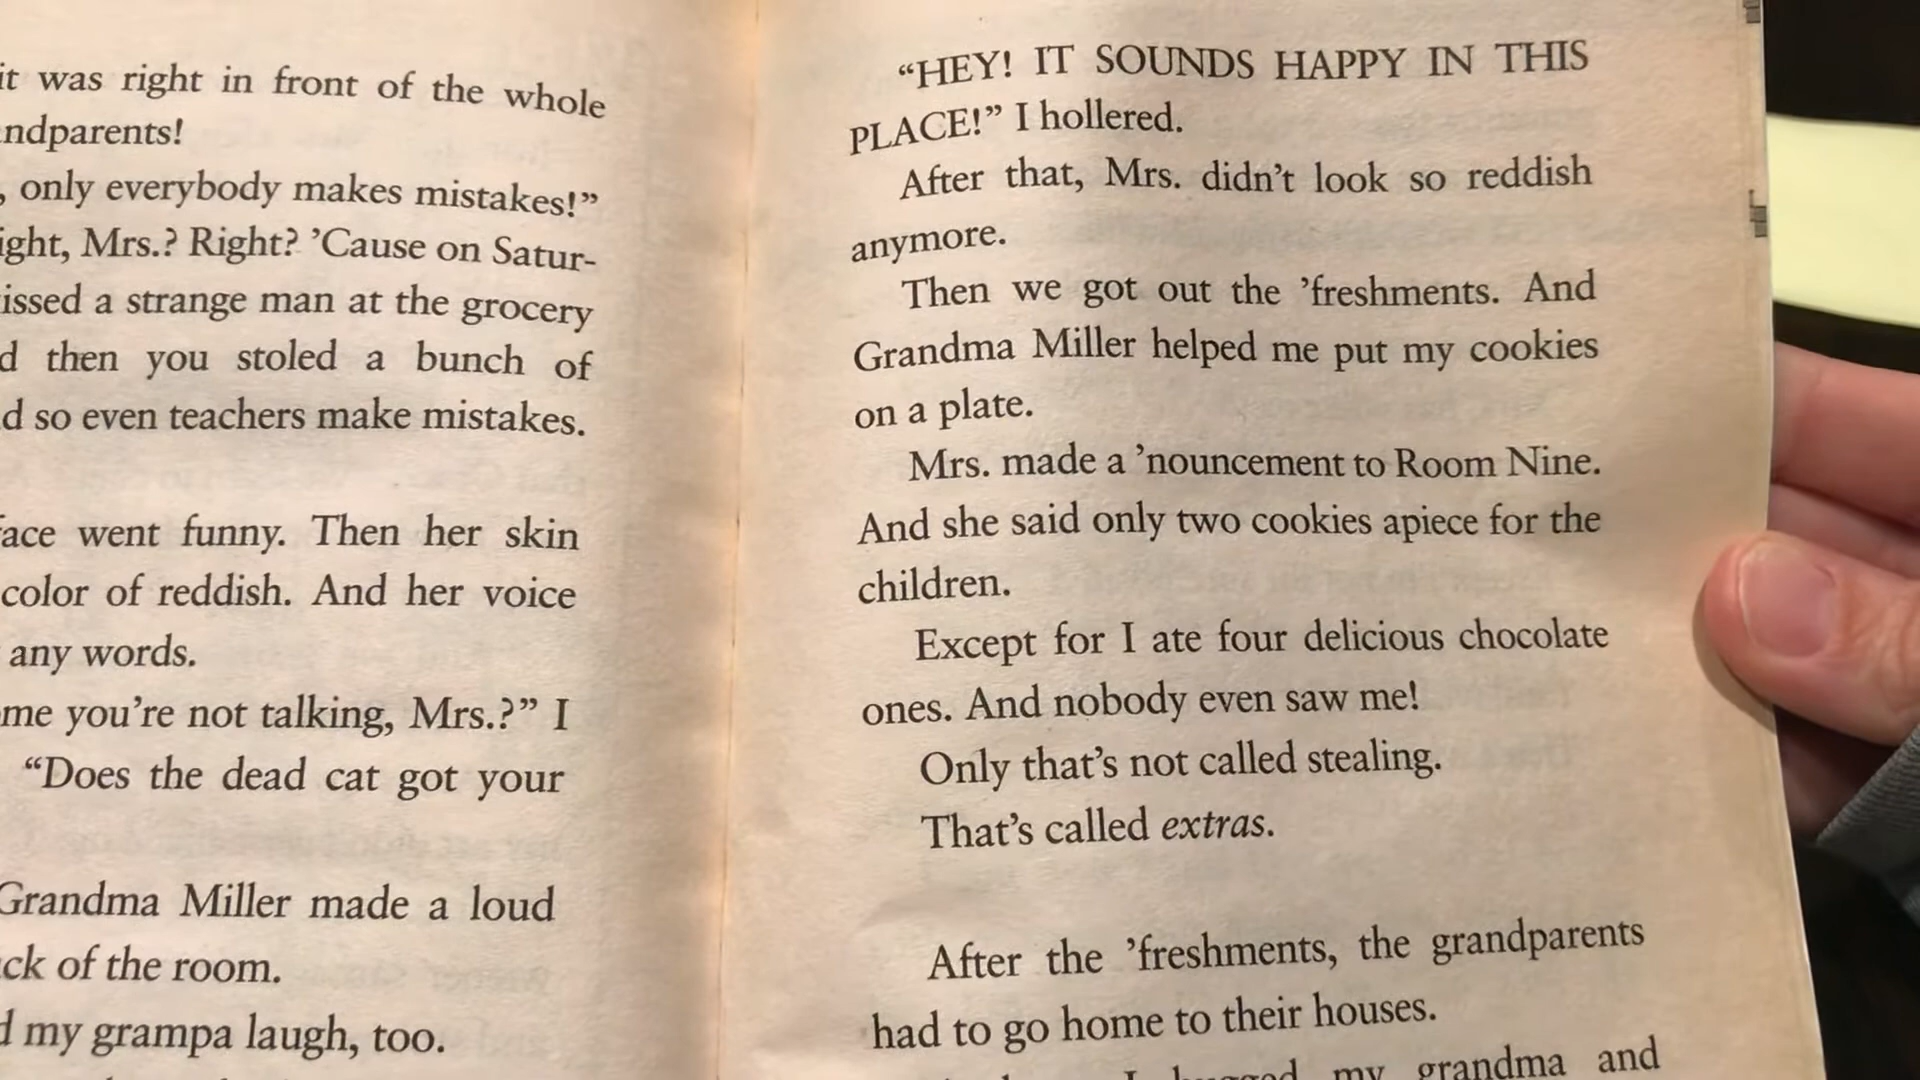 it was right in front of the whole
ndparents!
, only everybody makes mistakes!”
ight, Mrs.? Right? ’Cause on Satur-
issed a strange man at the grocery
d then you stoled a bunch of
d so even teachers make mistakes.
ace went funny. Then her skin
color of reddish. And her voice
any words.
me you’re not talking, Mrs.?” I
“Does the dead cat got your
Grandma Miller made a loud
ck of the room.
d my grampa laugh, too.
“HEY! IT SOUNDS HAPPY IN THIS
PLACE!” I hollered.
After that, Mrs. didn’t look so reddish
anymore.
Then we got out the ’freshments. And
Grandma Miller helped me put my cookies
on a plate.
Mrs. made a ’nouncement to Room Nine.
And she said only two cookies apiece for the
children.
Except for I ate four delicious chocolate
ones. And nobody even saw me!
Only that’s not called stealing.
That’s called extras.
After the ’freshments, the grandparents
had to go home to their houses.
I hugged my grandma and